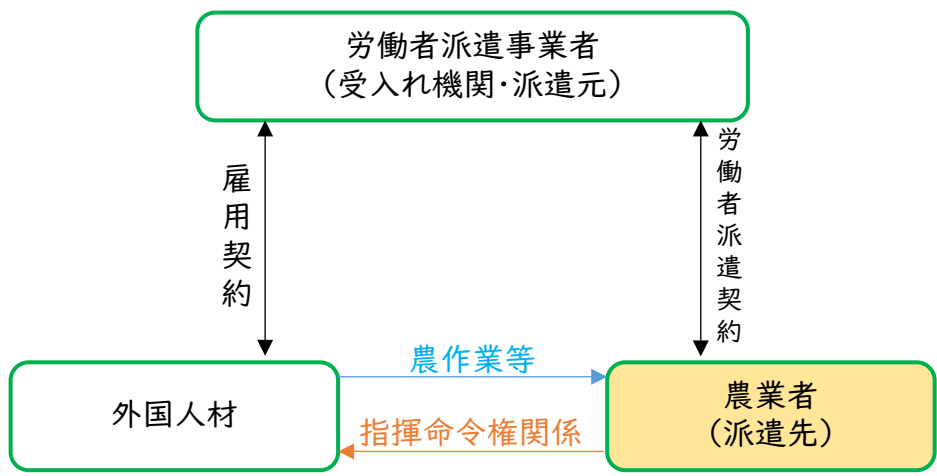 労働者派遣事業者
（受入れ機関・派遣元）
雇用契約
労働者派遣契約
農作業等
指揮命令権関係
外国人材
農業者
（派遣先）